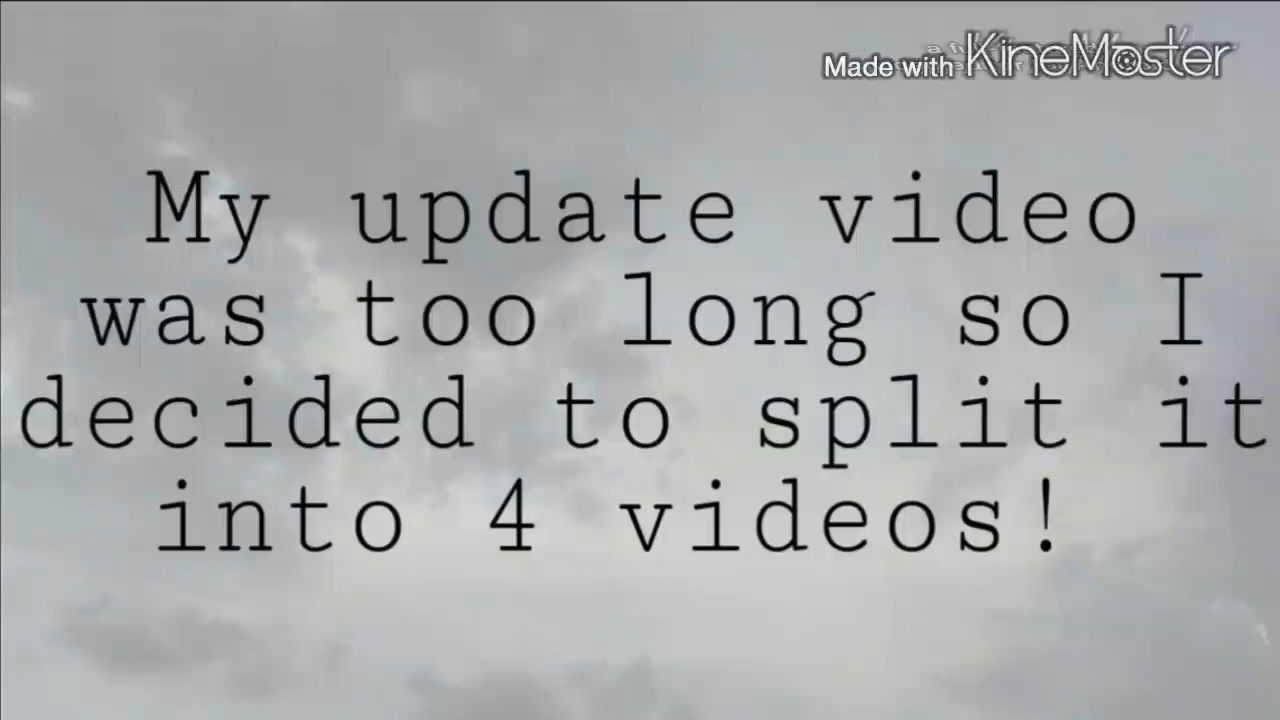 Made with KineMaster
My update video
was too long so I
decided to split it
into 4 videos!